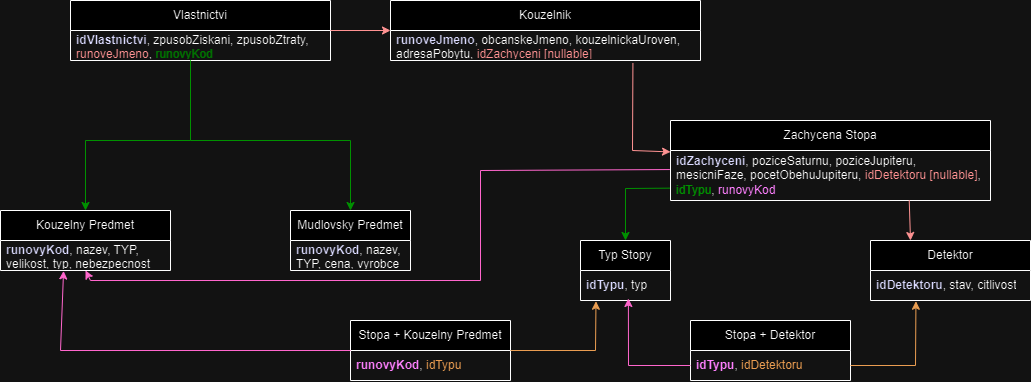 Vlastnictvi
idVlastnictvi, zpusobZiskani, zpusobZtraty,
runoveJmeno, runovyKod
Kouzelnik
runoveJmeno, obcanskeJmeno, kouzelnickaUroven,
adresaPobytu, idZachyceni [nullable]
Zachycena Stopa
idZachyceni, poziceSaturnu, poziceJupiteru,
mesicniFaze, pocetObehuJupiteru, idDetektoru [nullable],
idTypu, runovyKod
Kouzelny Predmet
runovyKod, nazev, TYP,
velikost, typ, nebezpecnost
Mudlovsky Predmet
runovyKod, nazev,
TYP, cena, vyrobce
Typ Stopy
idTypu, typ
Detektor
idDetektoru, stav, citlivost
Stopa + Kouzelny Predmet
runovyKod, idTypu
Stopa + Detektor
idTypu, idDetektoru